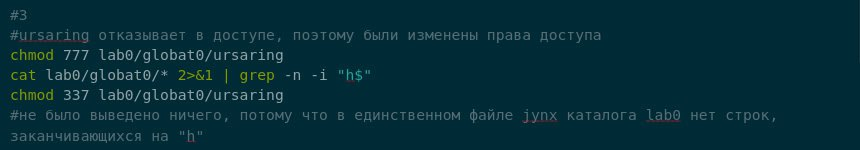 #3
#ursaring отказывает в доступе, поэтому были изменены права доступа
chmod 777 lab0/globat0/ursaring
cat lab0/globat0/* 2>&1 | grep -n -i "h$"
chmod 337 lab0/globat0/ursaring
#не было выведено ничего, потому что в единственном файле jynx каталога lab0 нет строк,
заканчивающихся на "h"